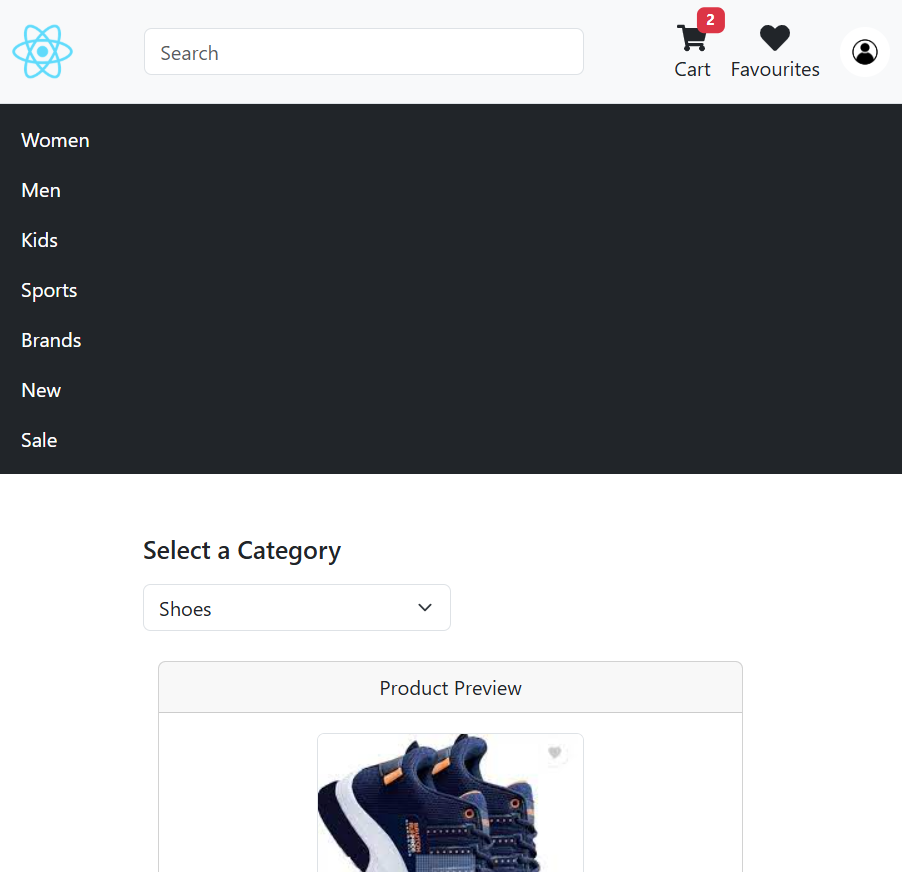 2
Search
Cart
Favourites
Women
Men
Kids
Sports
Brands
New
Sale
Select a Category
Shoes
Product Preview